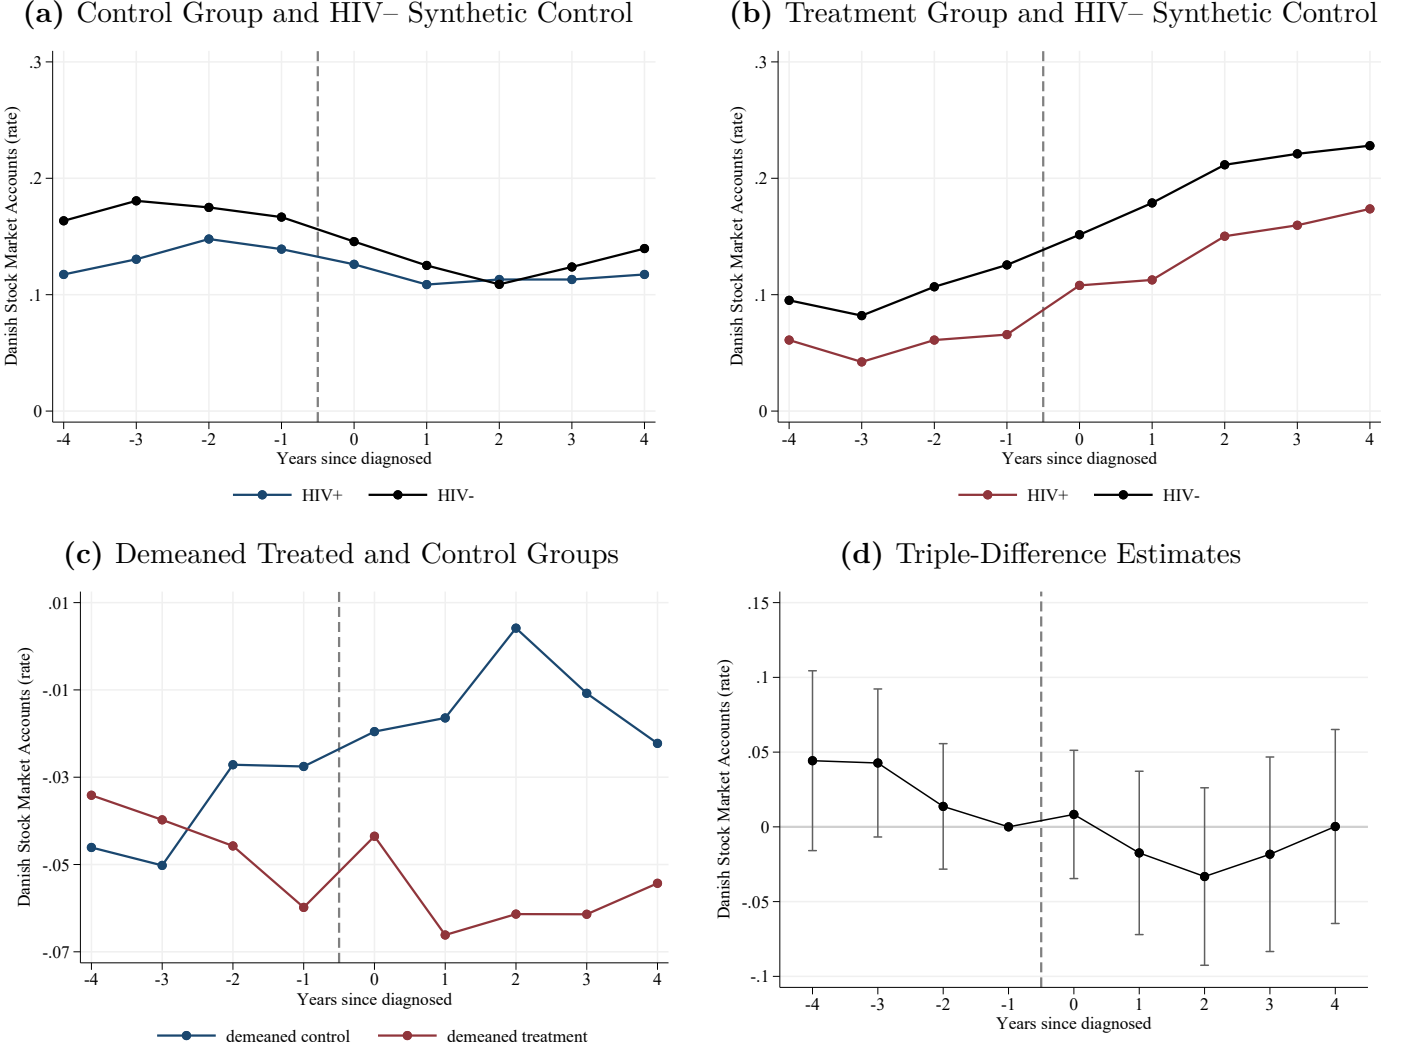 (a) Control Group and HIV– Synthetic Control
Danish Stock Market Accounts (rate)
.3
.2
.1
0
-4 -3 -2 -1 0 1 2 3 4
Years since diagnosed
HIV+ HIV-
(b) Treatment Group and HIV– Synthetic Control
Danish Stock Market Accounts (rate)
.3
.2
.1
0
-4 -3 -2 -1 0 1 2 3 4
Years since diagnosed
HIV+ HIV-
(c) Demeaned Treated and Control Groups
Danish Stock Market Accounts (rate)
.01
-.01
-.03
-.05
-.07
-4 -3 -2 -1 0 1 2 3 4
Years since diagnosed
demeaned control demeaned treatment
(d) Triple-Difference Estimates
Danish Stock Market Accounts (rate)
.15
.1
.05
0
-.05
-.1
-4 -3 -2 -1 0 1 2 3 4
Years since diagnosed